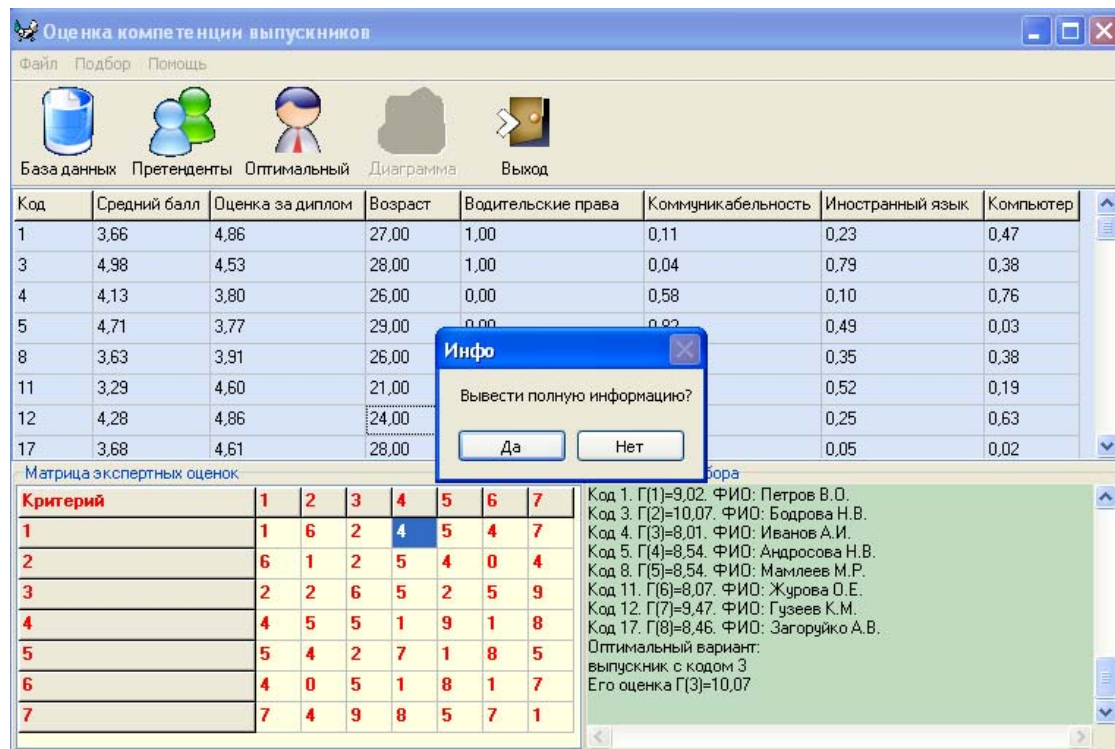 Оценка компетенции выпускников
Файл Подбор Помощь
База данных Претенденты Оптимальный Диаграмма Выход
Код Средний балл Оценка за диплом Возраст Водительские права Коммуникабельность Иностранный язык Компьютер
1 3,66 4,86 27,00 1,00 0,11 0,23 0,47
3 4,98 4,53 28,00 1,00 0,04 0,79 0,38
4 4,13 3,80 26,00 0,00 0,58 0,10 0,76
5 4,71 3,77 29,00 0,00 0,82 0,49 0,03
8 3,63 3,91 26,00 0,35 0,38
11 3,29 4,60 21,00 0,52 0,19
12 4,28 4,86 24,00 0,25 0,63
17 3,68 4,61 28,00 0,05 0,02
Инфо
Вывести полную информацию?
Да Нет
Матрица экспертных оценок
Критерий 1 2 3 4 5 6 7
1 1 6 2 4 5 4 7
2 6 1 2 5 4 0 4
3 2 2 6 5 2 5 9
4 4 5 5 1 9 1 8
5 5 4 2 7 1 8 5
6 4 0 5 1 8 1 7
7 7 4 9 8 5 7 1
бора
Код 1. Г(1)=9,02. ФИО: Петров В.О.
Код 3. Г(2)=10,07. ФИО: Бодрова Н.В.
Код 4. Г(3)=8,01. ФИО: Иванов А.И.
Код 5. Г(4)=8,54. ФИО: Андросова Н.В.
Код 8. Г(5)=8,54. ФИО: Мамлеев М.Р.
Код 11. Г(6)=8,07. ФИО: Журова О.Е.
Код 12. Г(7)=9,47. ФИО: Гузеев К.М.
Код 17. Г(8)=8,46. ФИО: Загоруйко А.В.
Оптимальный вариант:
выпускник с кодом 3
Его оценка Г(3)=10,07